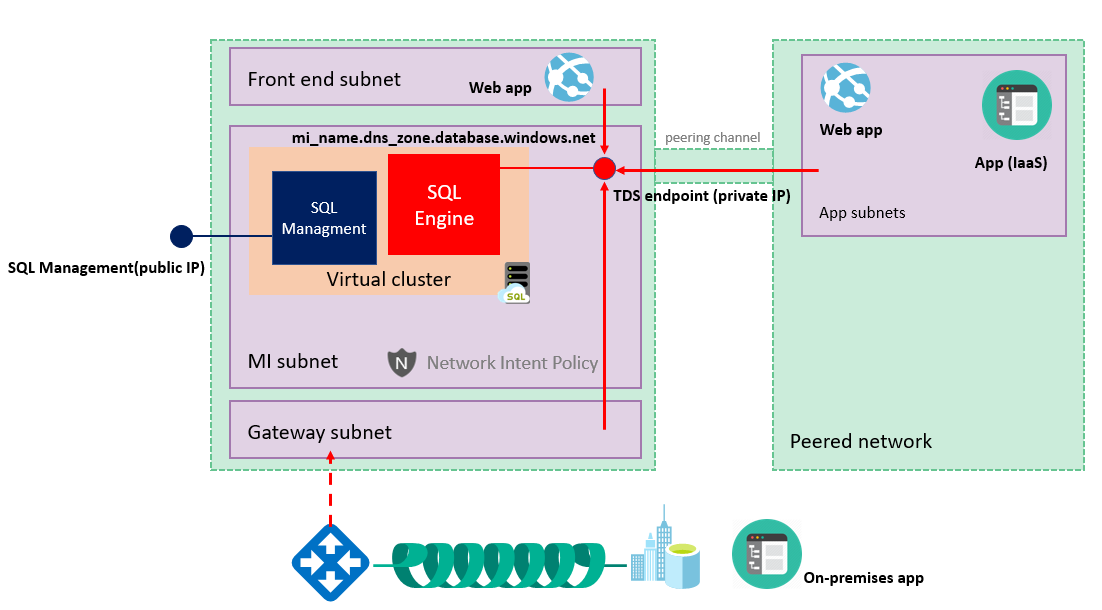 Front end subnet
Web app
mi_name.dns_zone.database.windows.net
peering channel
Web app
App (IaaS)
SQL
Managment
SQL
Engine
TDS endpoint (private IP)
App subnets
SQL Management(public IP)
Virtual cluster
SQL
MI subnet
N
Network Intent Policy
Gateway subnet
Peered network
On-premises app